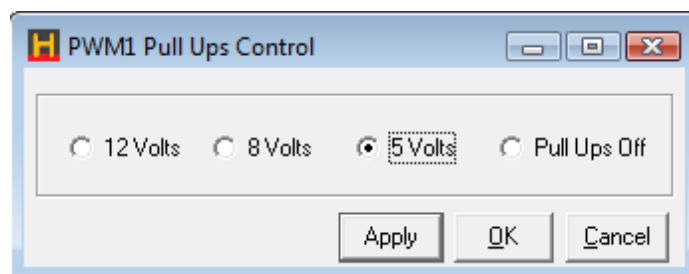 PWM1 Pull Ups Control
12 Volts 8 Volts 5 Volts Pull Ups Off
Apply OK Cancel